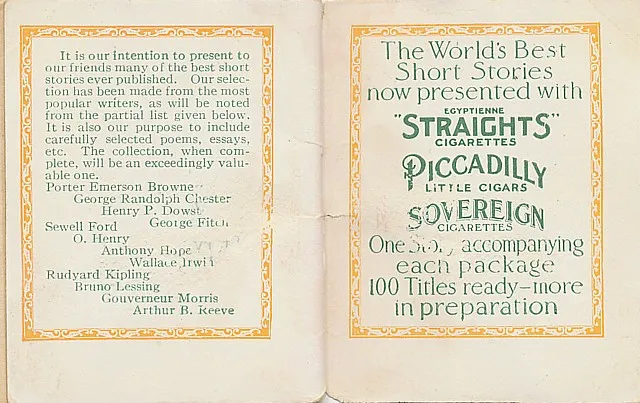 It is our intention to present to
our friends many of the best short
stories ever published. Our selec-
tion has been made from the most
popular writers, as will be noted
from the partial list given below.
It is also our purpose to include
carefully selected poems, essays,
etc. The collection, when com-
plete, will be an exceedingly valu-
able one.
Porter Emerson Browne
George Randolph Chester
Henry P. Dowst
George Fitch
Sewell Ford
O. Henry
Anthony Hope
Wallace Irwin
Rudyard Kipling
Bruno Lessing
Gouverneur Morris
Arthur B. Reeve
The World's Best
Short Stories
now presented with
EGYPTIENNE
"STRAIGHTS"
CIGARETTES
PICCADILLY
LITTLE CIGARS
SOVEREIGN
CIGARETTES
One Story accompanying
each package
100 Titles ready—more
in preparation